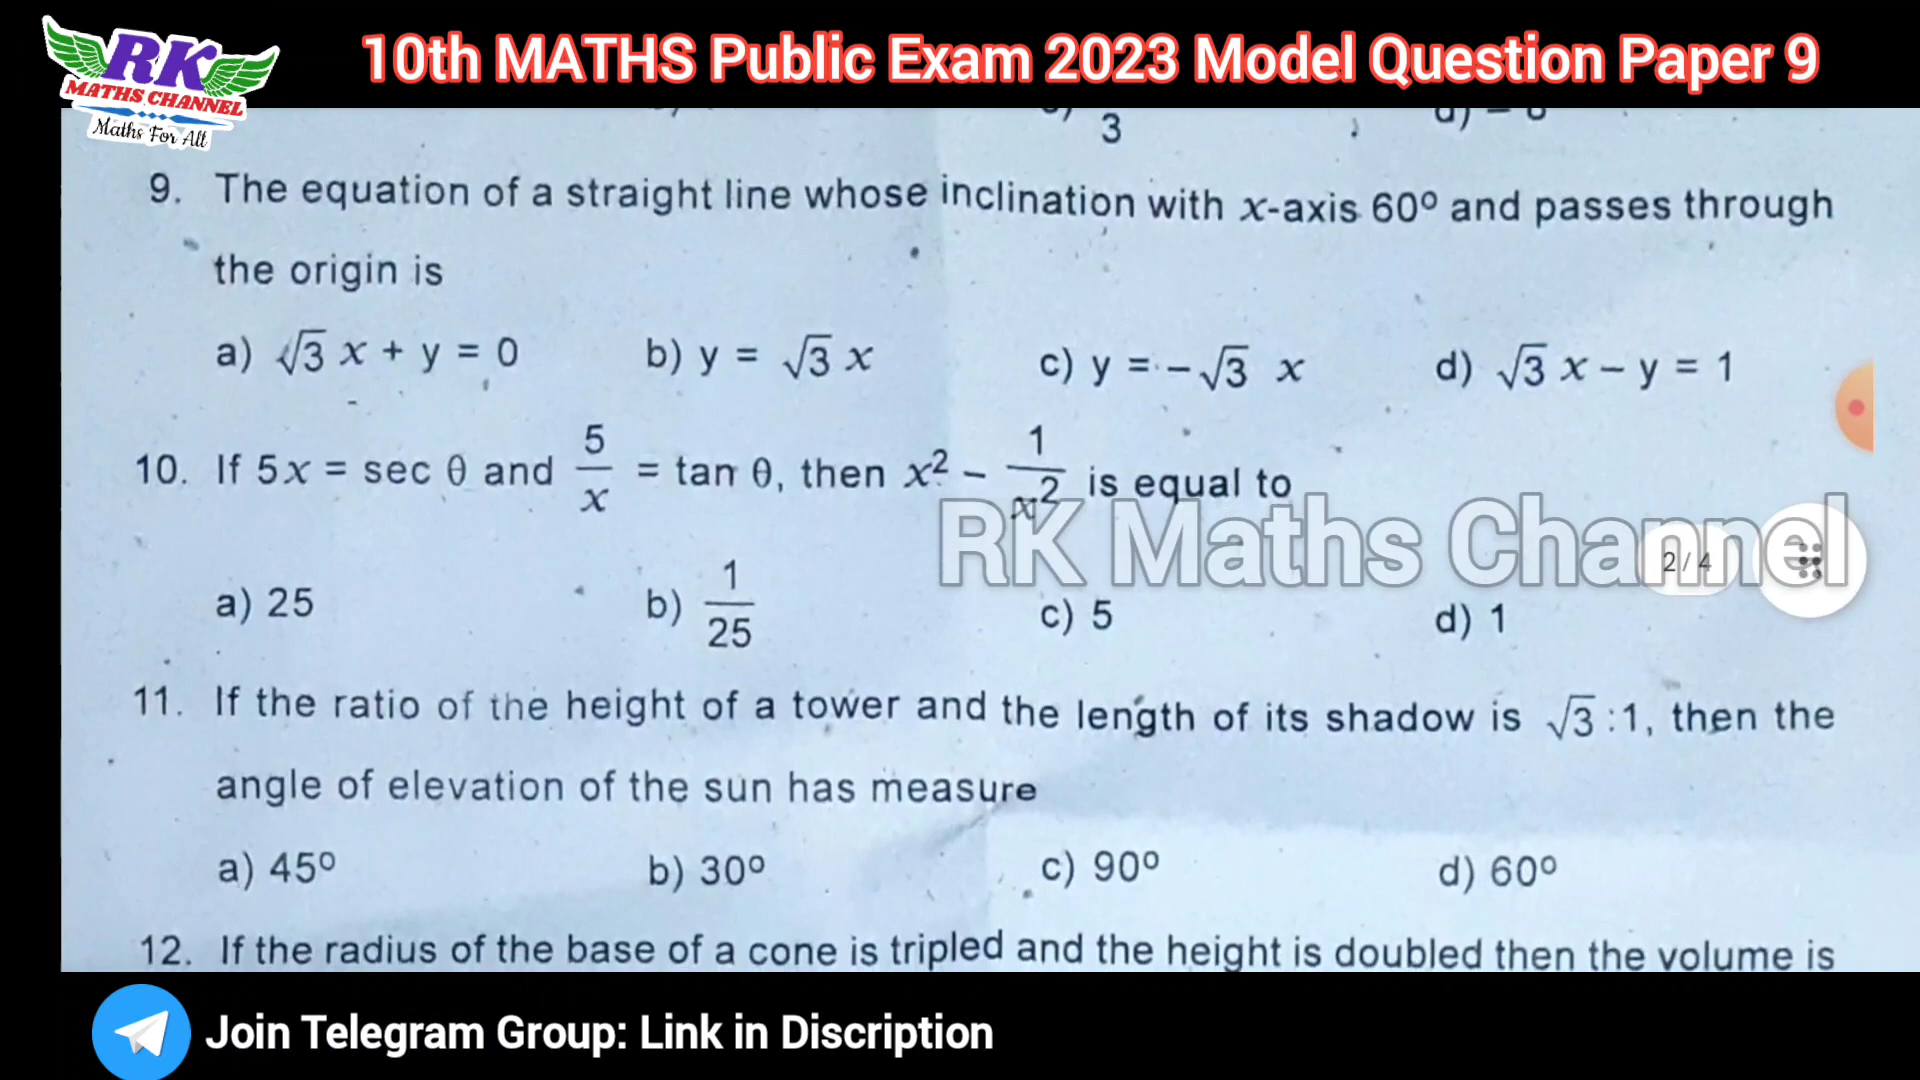 RK
MATHS CHANNEL
Maths For All
10th MATHS Public Exam 2023 Model Question Paper 9
3
9. The equation of a straight line whose inclination with x-axis 60° and passes through
the origin is
a) √3 x + y = 0 b) y = √3 x c) y = -√3 x d) √3 x – y = 1
10. If 5x = sec θ and 5/x = tan θ, then x² – 1/x² is equal to
RK Maths Channel
2/4
a) 25 b) 1/25 c) 5 d) 1
11. If the ratio of the height of a tower and the length of its shadow is √3 : 1, then the
angle of elevation of the sun has measure
a) 45° b) 30° c) 90° d) 60°
12. If the radius of the base of a cone is tripled and the height is doubled then the volume is
Join Telegram Group: Link in Discription